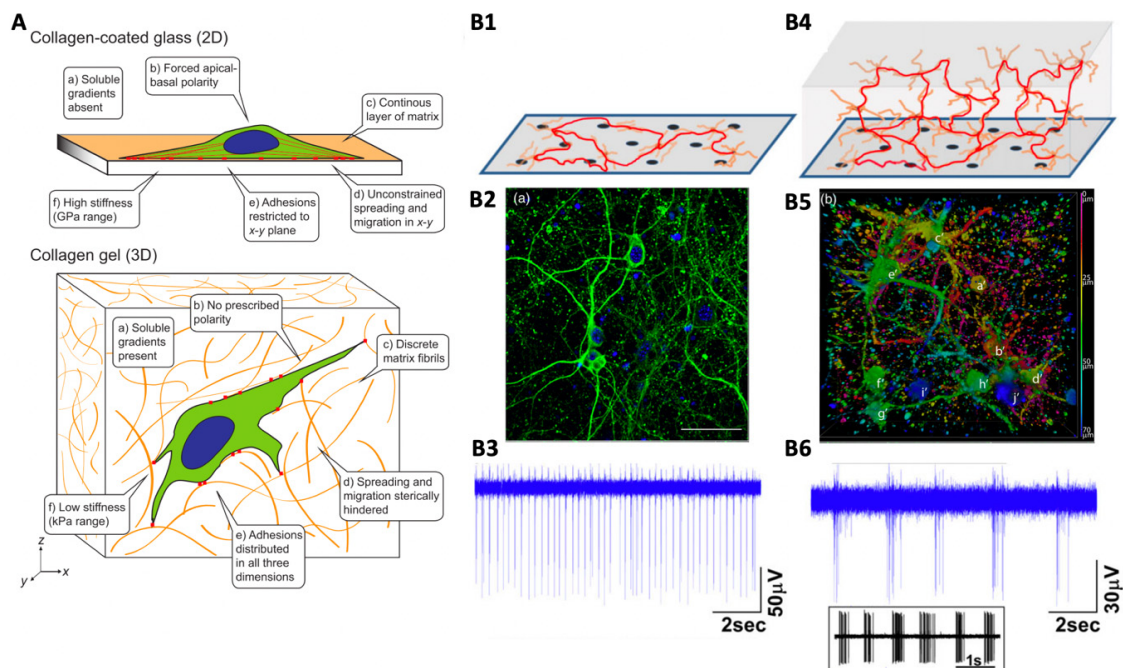 A
Collagen-coated glass (2D)
a) Soluble
gradients
absent
b) Forced apical-
basal polarity
c) Continous
layer of matrix
f) High stiffness
(GPa range)
e) Adhesions
restricted to
x-y plane
d) Unconstrained
spreading and
migration in x-y
Collagen gel (3D)
a) Soluble
gradients
present
b) No prescribed
polarity
c) Discrete
matrix fibrils
d) Spreading and
migration sterically
hindered
e) Adhesions
distributed
in all three
dimensions
f) Low stiffness
(kPa range)
z
y
x
B1
B2
(a)
B3
50μV
2sec
B4
B5
(b)
0
μm
25
μm
50
μm
70
μm
c'
e'
a'
b'
f'
i'
h'
d'
j'
g'
B6
30μV
2sec
1s